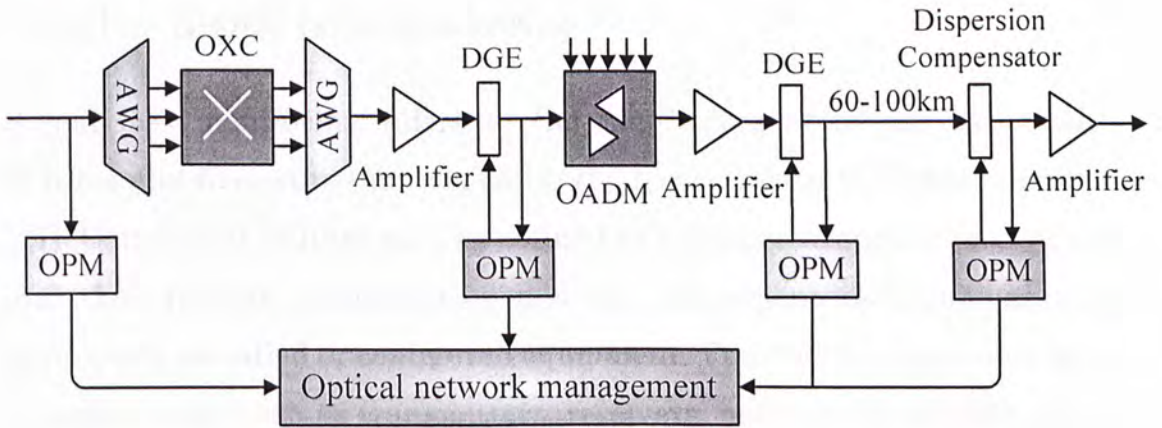 OXC
AWG
AWG
DGE
Amplifier
OADM
Amplifier
DGE
60-100km
Dispersion
Compensator
Amplifier
OPM
OPM
OPM
OPM
Optical network management